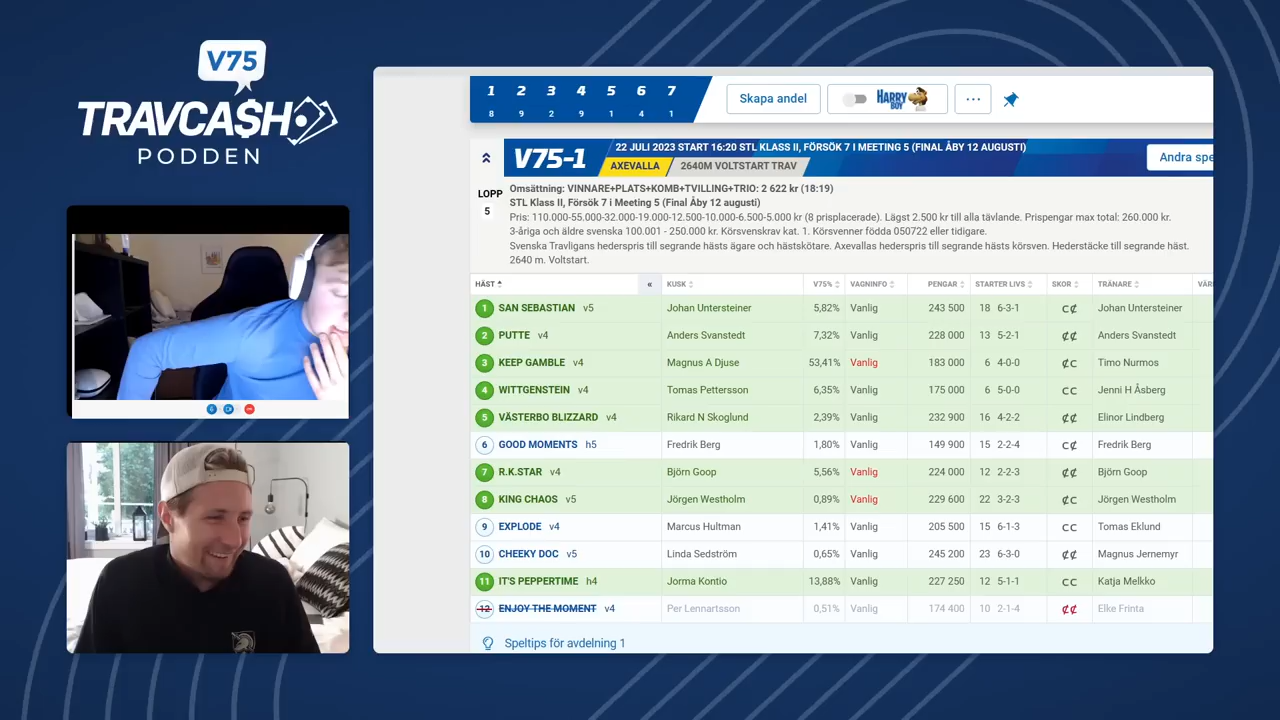 V75
TRAVCA$H
PODDEN
1 2 3 4 5 6 7
8 9 2 9 1 4 1
Skapa andel
HARRY BOY
V75-1
22 JULI 2023 START 16:20 STL KLASS II, FÖRSÖK 7 I MEETING 5 (FINAL ÅBY 12 AUGUSTI)
AXEVALLA
2640M VOLTSTART TRAV
Andra spe
LOPP
5
Omsättning: VINNARE+PLATS+KOMB+TVILLING+TRIO: 2 622 kr (18:19)
STL Klass II, Försök 7 i Meeting 5 (Final Åby 12 augusti)
Pris: 110.000-55.000-32.000-19.000-12.500-10.000-6.500-5.000 kr (8 prisplacerade). Lägst 2.500 kr till alla tävlande. Prispengar max total: 260.000 kr.
3-åriga och äldre svenska 100.001 - 250.000 kr. Körsvenskrav kat. 1. Körsvenner födda 050722 eller tidigare.
Svenska Travligans hederspris till segrande hästs ägare och hästskötare. Axevallas hederspris till segrande hästs körsven. Hederstäcke till segrande häst.
2640 m. Voltstart.
HÄST « KUSK V75% VAGNINFO PENGAR STARTER LIVS SKOR TRÄNARE VÄR
1 SAN SEBASTIAN v5 Johan Untersteiner 5,82% Vanlig 243 500 18 6-3-1 C₵ Johan Untersteiner
2 PUTTE v4 Anders Svanstedt 7,32% Vanlig 228 000 13 5-2-1 ₵₵ Anders Svanstedt
3 KEEP GAMBLE v4 Magnus A Djuse 53,41% Vanlig 183 000 6 4-0-0 ₵C Timo Nurmos
4 WITTGENSTEIN v4 Tomas Pettersson 6,35% Vanlig 175 000 6 5-0-0 CC Jenni H Åsberg
5 VÄSTERBO BLIZZARD v4 Rikard N Skoglund 2,39% Vanlig 232 900 16 4-2-2 ₵₵ Elinor Lindberg
6 GOOD MOMENTS h5 Fredrik Berg 1,80% Vanlig 149 900 15 2-2-4 C₵ Fredrik Berg
7 R.K.STAR v4 Björn Goop 5,56% Vanlig 224 000 12 2-2-3 ₵₵ Björn Goop
8 KING CHAOS v5 Jörgen Westholm 0,89% Vanlig 229 600 22 3-2-3 ₵C Jörgen Westholm
9 EXPLODE v4 Marcus Hultman 1,41% Vanlig 205 500 15 6-1-3 CC Tomas Eklund
10 CHEEKY DOC v5 Linda Sedström 0,65% Vanlig 245 200 23 6-3-0 ₵₵ Magnus Jernemyr
11 IT'S PEPPERTIME h4 Jorma Kontio 13,88% Vanlig 227 250 12 5-1-1 CC Katja Melkko
12 ENJOY THE MOMENT v4 Per Lennartsson 0,51% Vanlig 174 400 10 2-1-4 ₵₵ Elke Frinta
Speltips för avdelning 1